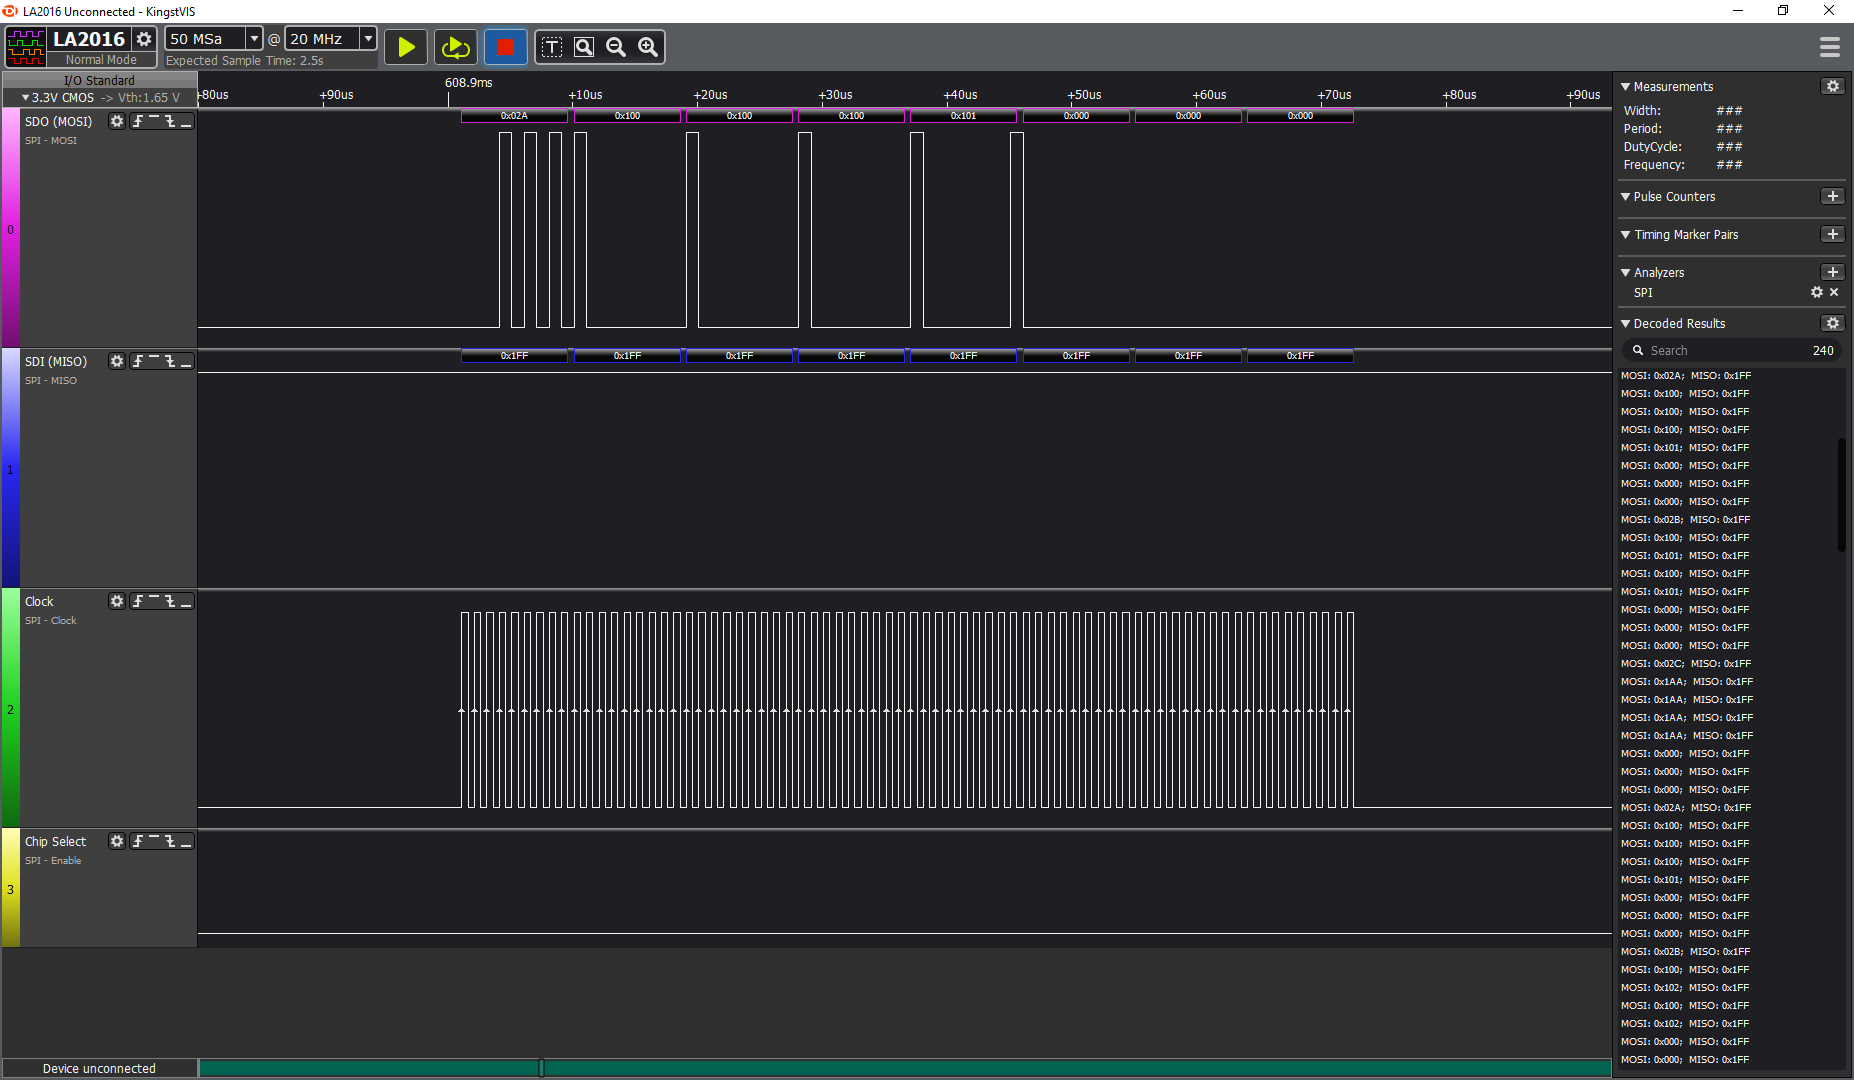 LA2016 Unconnected - KingstVIS
LA2016
Normal Mode
50 MSa @ 20 MHz
Expected Sample Time: 2.5s
T
I/O Standard
3.3V CMOS -> Vth:1.65 V
608.9ms
+80us +90us +10us +20us +30us +40us +50us +60us +70us +80us +90us
0
SDO (MOSI)
SPI - MOSI
0x02A 0x100 0x100 0x100 0x101 0x000 0x000 0x000
1
SDI (MISO)
SPI - MISO
0x1FF 0x1FF 0x1FF 0x1FF 0x1FF 0x1FF 0x1FF 0x1FF
2
Clock
SPI - Clock
3
Chip Select
SPI - Enable
Device unconnected
Measurements
Width: ###
Period: ###
DutyCycle: ###
Frequency: ###
Pulse Counters
Timing Marker Pairs
Analyzers
SPI
Decoded Results
Search 240
MOSI: 0x02A; MISO: 0x1FF
MOSI: 0x100; MISO: 0x1FF
MOSI: 0x100; MISO: 0x1FF
MOSI: 0x100; MISO: 0x1FF
MOSI: 0x101; MISO: 0x1FF
MOSI: 0x000; MISO: 0x1FF
MOSI: 0x000; MISO: 0x1FF
MOSI: 0x000; MISO: 0x1FF
MOSI: 0x02B; MISO: 0x1FF
MOSI: 0x100; MISO: 0x1FF
MOSI: 0x101; MISO: 0x1FF
MOSI: 0x100; MISO: 0x1FF
MOSI: 0x101; MISO: 0x1FF
MOSI: 0x000; MISO: 0x1FF
MOSI: 0x000; MISO: 0x1FF
MOSI: 0x000; MISO: 0x1FF
MOSI: 0x02C; MISO: 0x1FF
MOSI: 0x1AA; MISO: 0x1FF
MOSI: 0x1AA; MISO: 0x1FF
MOSI: 0x1AA; MISO: 0x1FF
MOSI: 0x1AA; MISO: 0x1FF
MOSI: 0x000; MISO: 0x1FF
MOSI: 0x000; MISO: 0x1FF
MOSI: 0x000; MISO: 0x1FF
MOSI: 0x02A; MISO: 0x1FF
MOSI: 0x100; MISO: 0x1FF
MOSI: 0x100; MISO: 0x1FF
MOSI: 0x100; MISO: 0x1FF
MOSI: 0x101; MISO: 0x1FF
MOSI: 0x000; MISO: 0x1FF
MOSI: 0x000; MISO: 0x1FF
MOSI: 0x000; MISO: 0x1FF
MOSI: 0x02B; MISO: 0x1FF
MOSI: 0x100; MISO: 0x1FF
MOSI: 0x102; MISO: 0x1FF
MOSI: 0x100; MISO: 0x1FF
MOSI: 0x102; MISO: 0x1FF
MOSI: 0x000; MISO: 0x1FF
MOSI: 0x000; MISO: 0x1FF